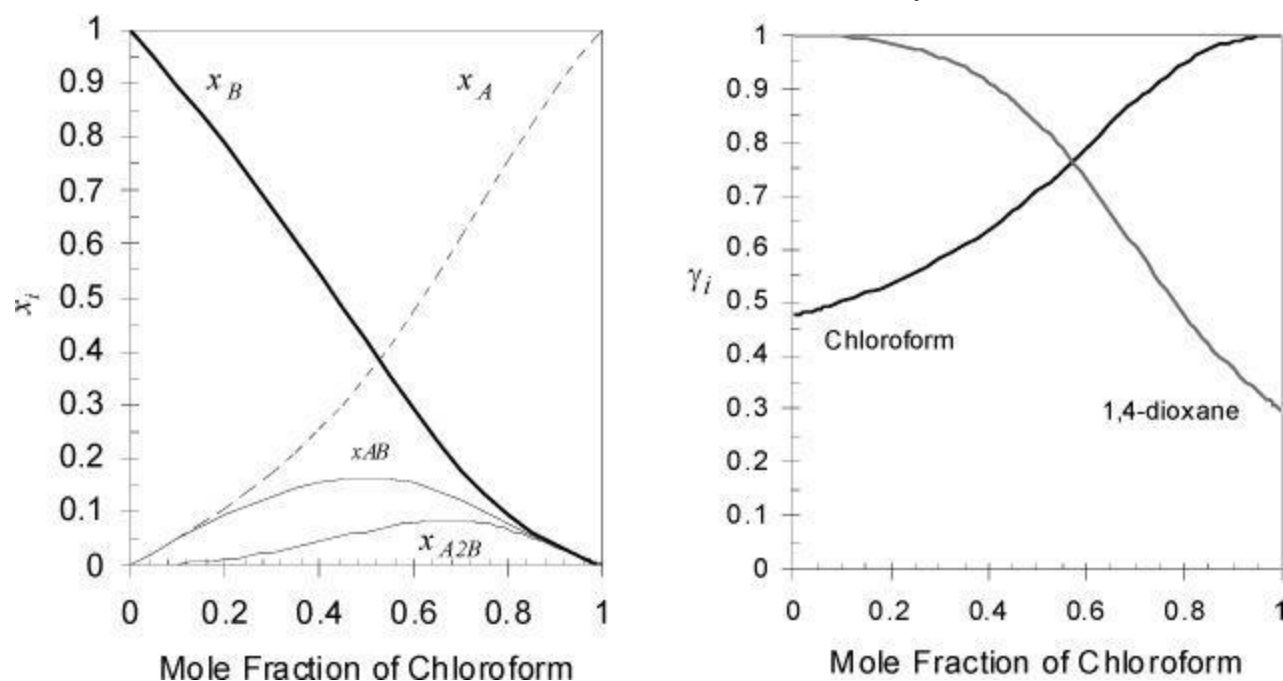 1
0.9
0.8
0.7
0.6
0.5
0.4
0.3
0.2
0.1
0
x_i
x_B
x_A
xAB
x_A2B
0 0.2 0.4 0.6 0.8 1
Mole Fraction of Chloroform
1
0.9
0.8
0.7
0.6
0.5
0.4
0.3
0.2
0.1
0
γ_i
Chloroform
1,4-dioxane
0 0.2 0.4 0.6 0.8 1
Mole Fraction of Chloroform